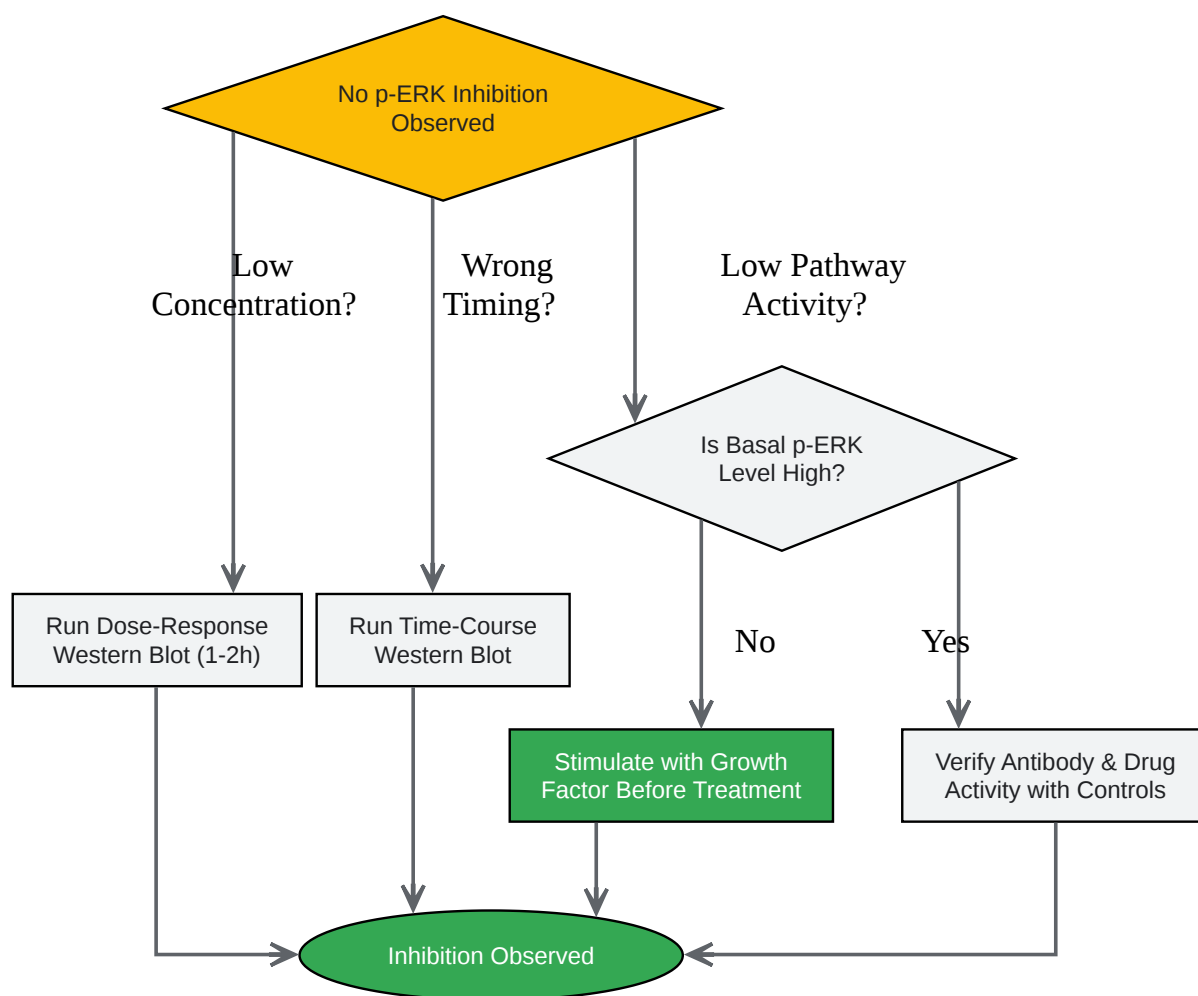 No p-ERK Inhibition
Observed
Low
Concentration?
Wrong
Timing?
Low Pathway
Activity?
Is Basal p-ERK
Level High?
Run Dose-Response
Western Blot (1-2h)
Run Time-Course
Western Blot
No
Yes
Stimulate with Growth
Factor Before Treatment
Verify Antibody & Drug
Activity with Controls
Inhibition Observed